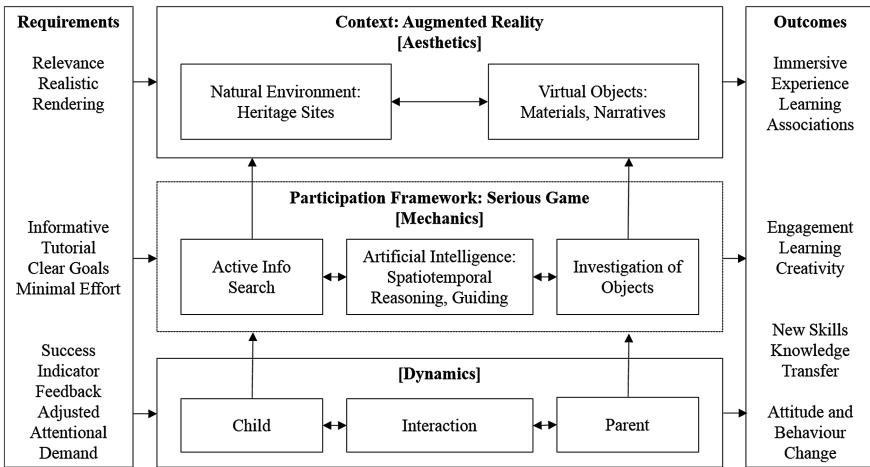 Requirements
Relevance
Realistic
Rendering
Informative
Tutorial
Clear Goals
Minimal Effort
Success
Indicator
Feedback
Adjusted
Attentional
Demand
Context: Augmented Reality
[Aesthetics]
Natural Environment:
Heritage Sites
Virtual Objects:
Materials, Narratives
Participation Framework: Serious Game
[Mechanics]
Active Info
Search
Artificial Intelligence:
Spatiotemporal
Reasoning, Guiding
Investigation of
Objects
[Dynamics]
Child
Interaction
Parent
Outcomes
Immersive
Experience
Learning
Associations
Engagement
Learning
Creativity
New Skills
Knowledge
Transfer
Attitude and
Behaviour
Change